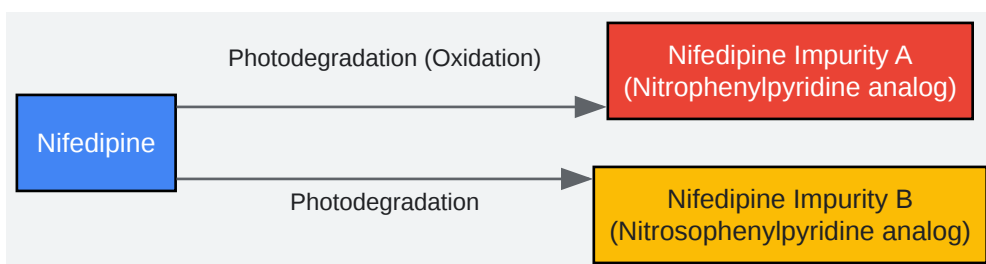 Photodegradation (Oxidation)
Nifedipine Impurity A
(Nitrophenylpyridine analog)
Nifedipine
Photodegradation
Nifedipine Impurity B
(Nitrosophenylpyridine analog)